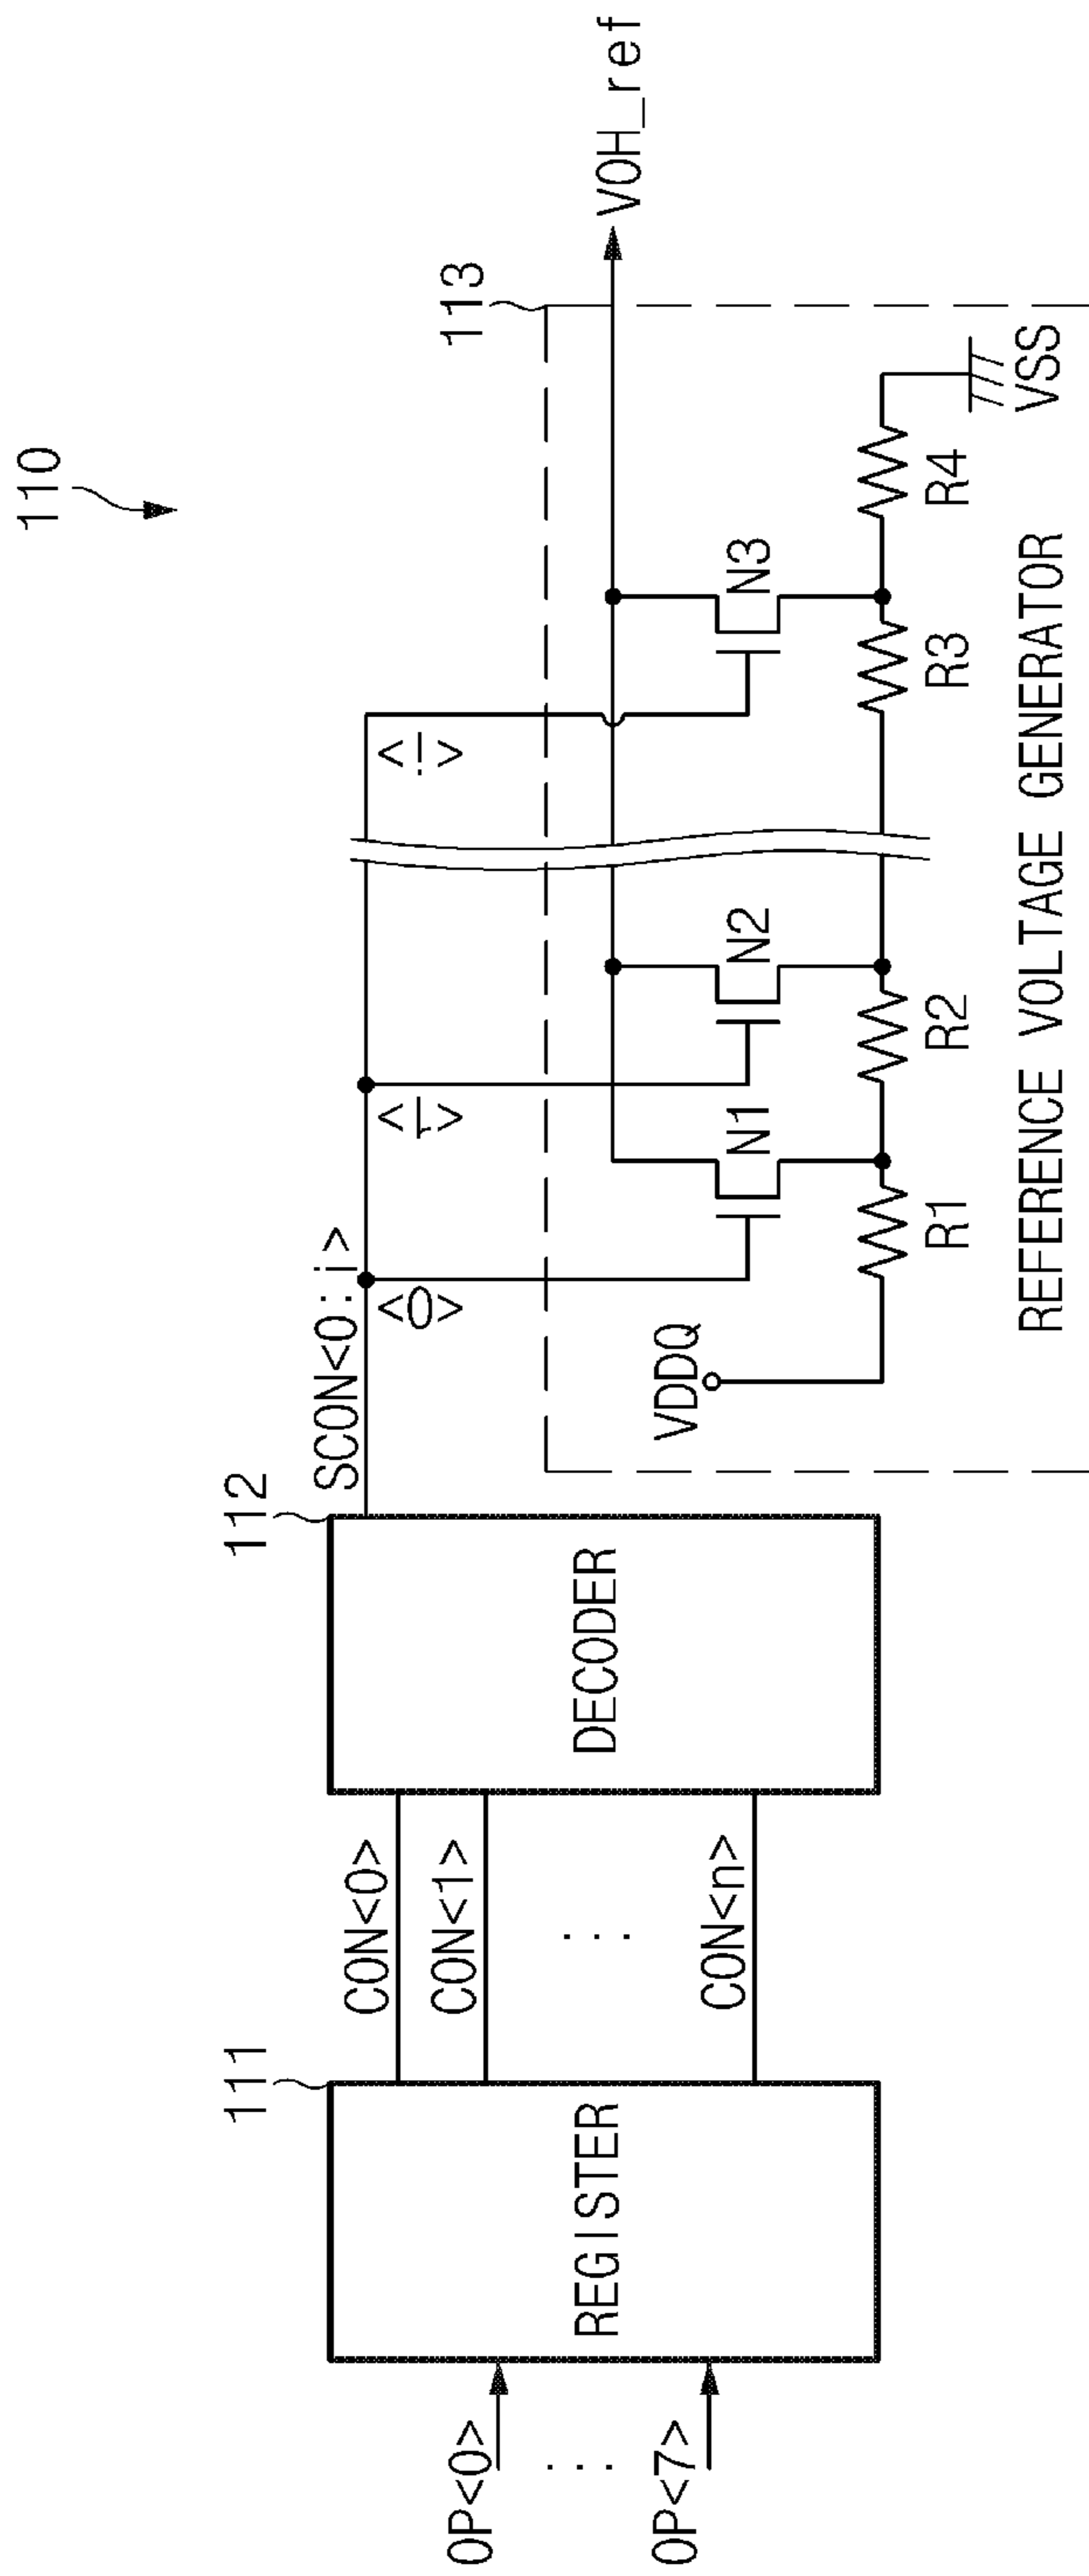 110
111
112
113
OP<0>
...
OP<7>
REGISTER
CON<0>
CON<1>
...
CON<n>
DECODER
SCON<0:i>
<0>
<1>
<i>
VOH_ref
VDDQ
N1
N2
N3
R1
R2
R3
R4
VSS
REFERENCE VOLTAGE GENERATOR